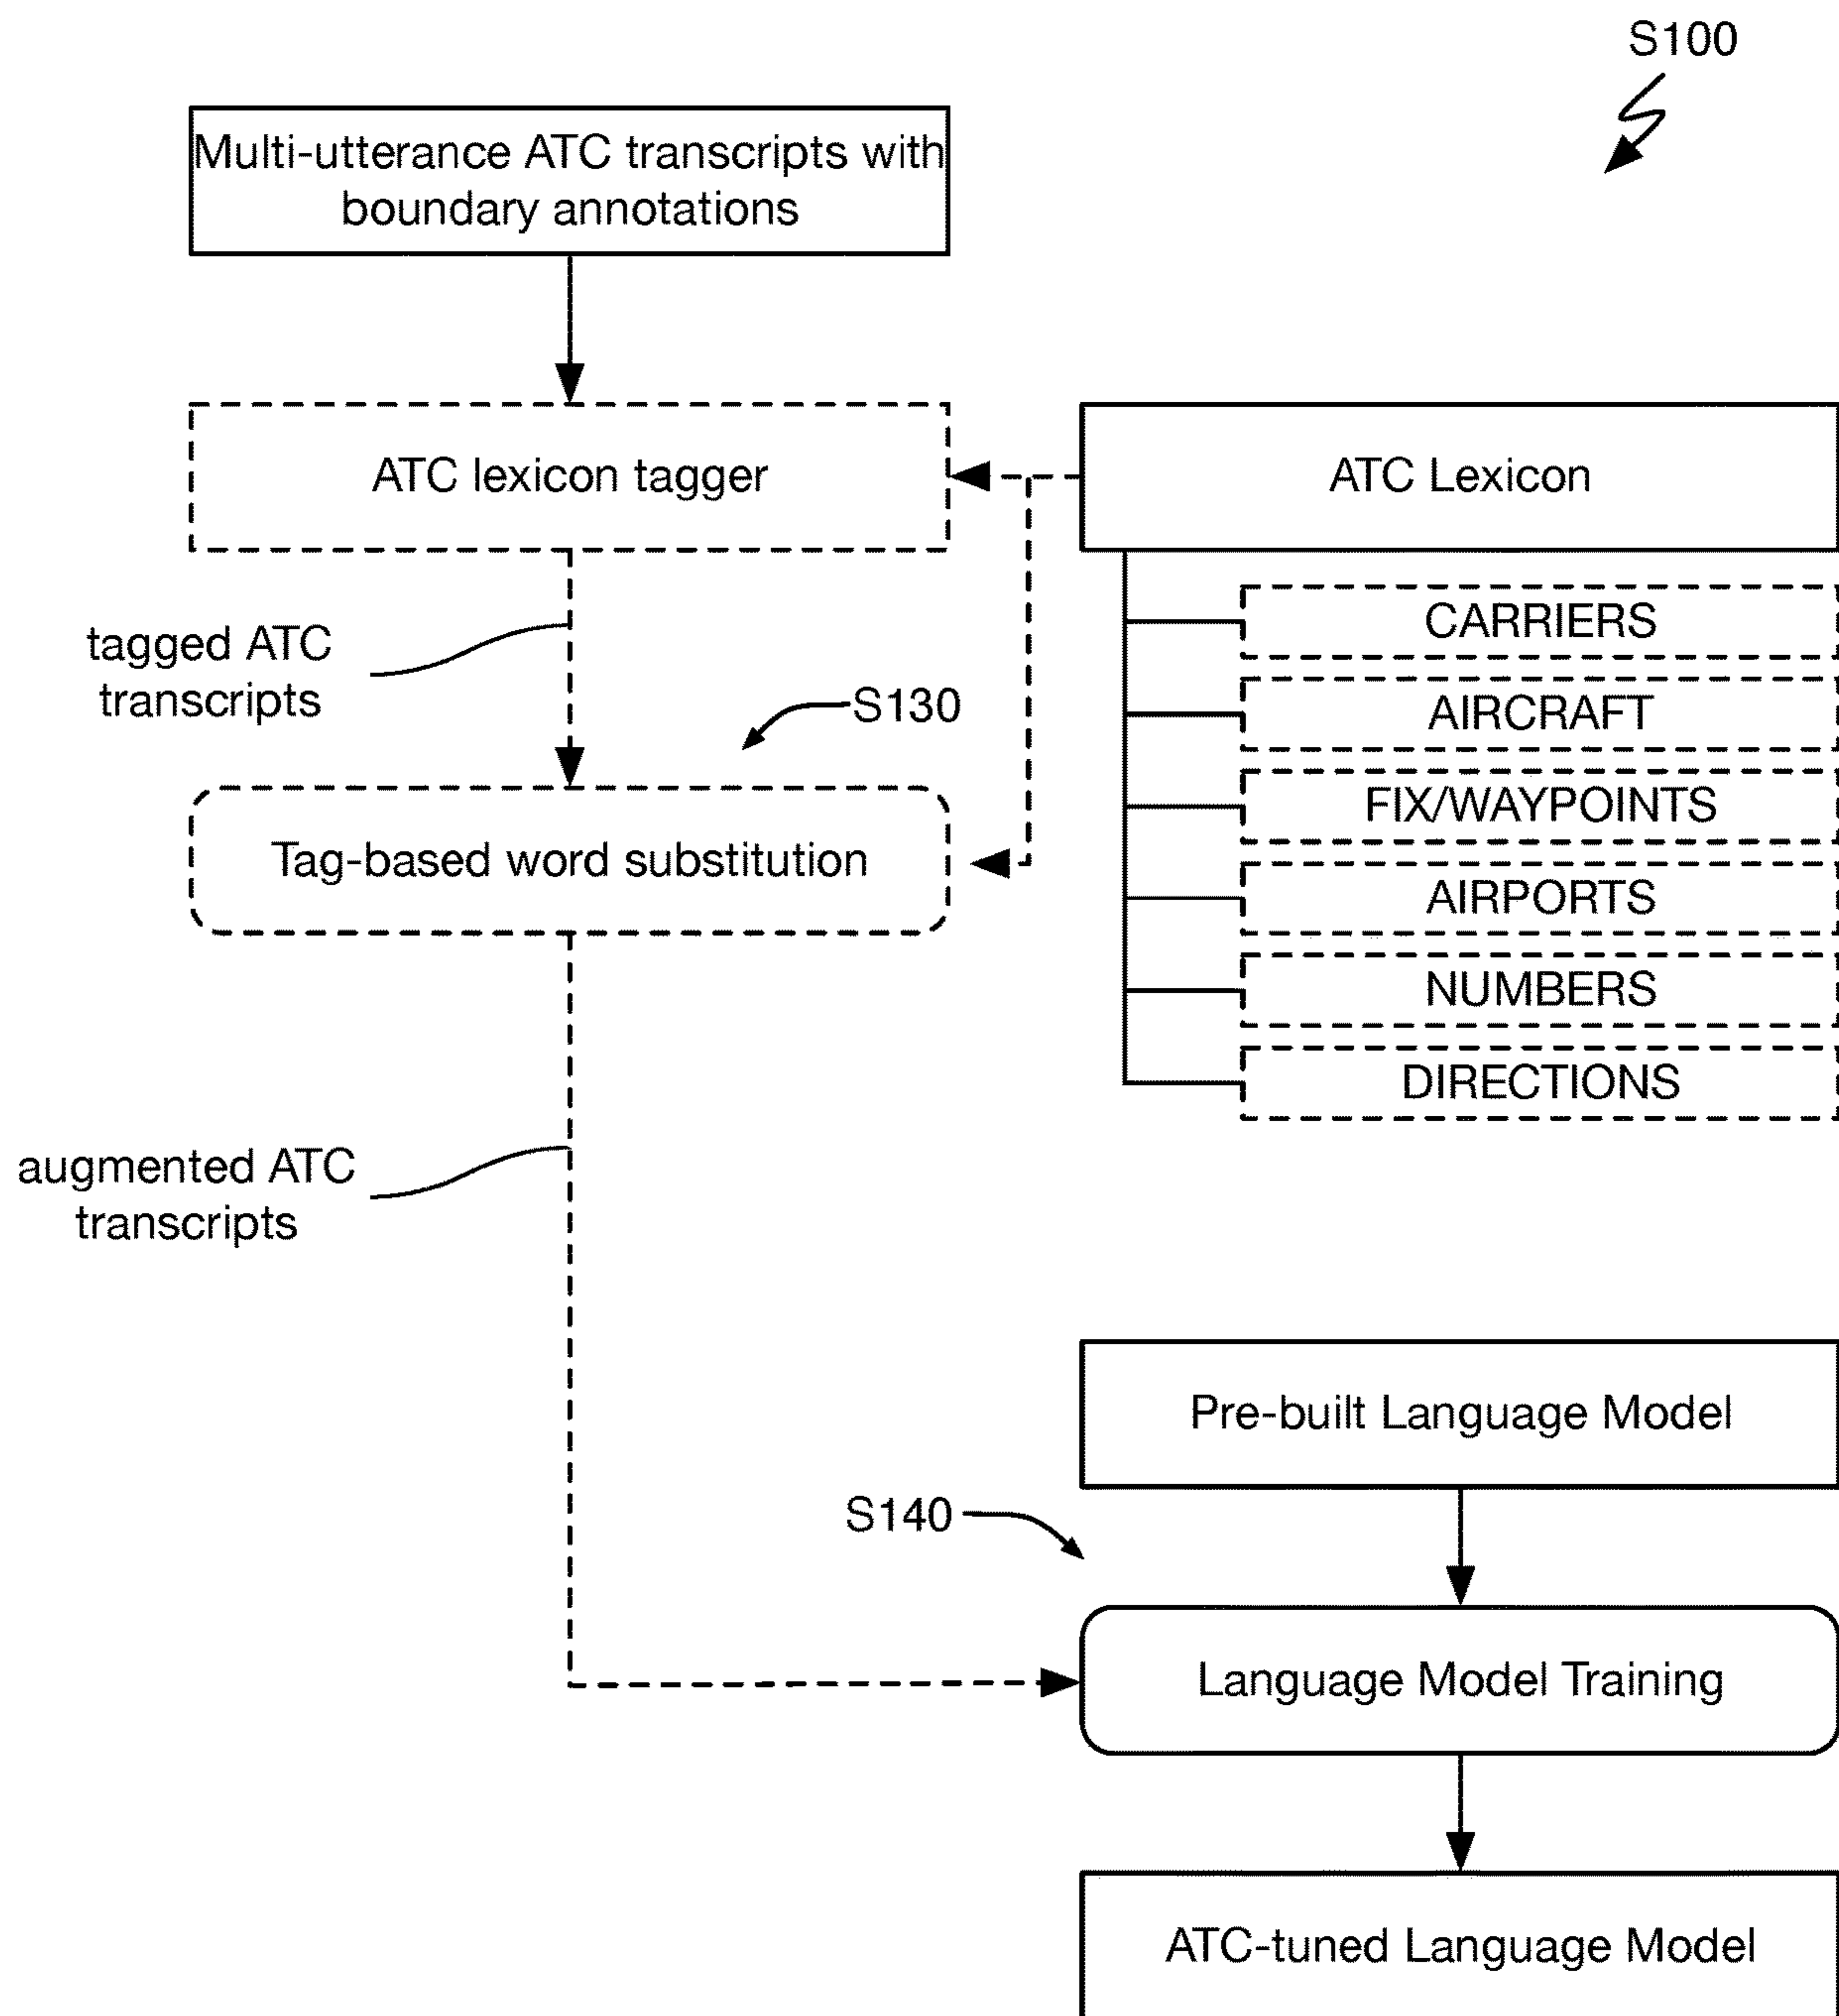 S100
Multi-utterance ATC transcripts with
boundary annotations
ATC lexicon tagger
ATC Lexicon
CARRIERS
AIRCRAFT
FIX/WAYPOINTS
AIRPORTS
NUMBERS
DIRECTIONS
tagged ATC
transcripts
S130
Tag-based word substitution
augmented ATC
transcripts
Pre-built Language Model
S140
Language Model Training
ATC-tuned Language Model